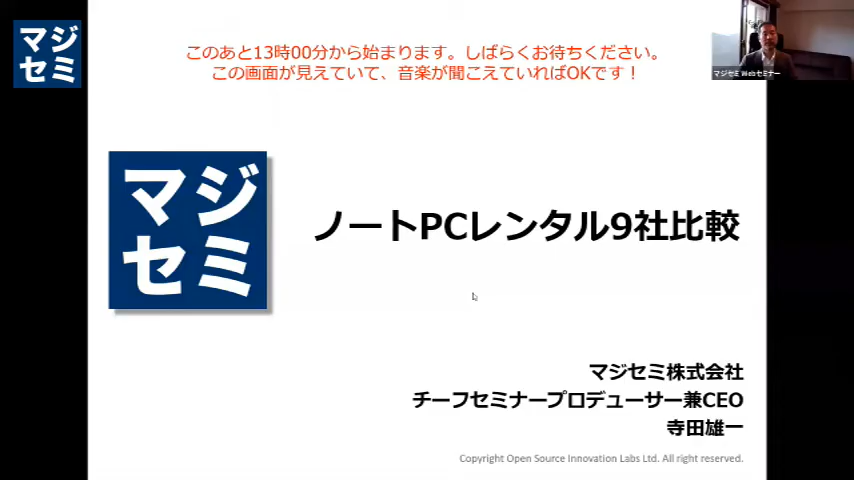 マジ
セミ
このあと13時00分から始まります。しばらくお待ちください。
この画面が見えていて、音楽が聞こえていればOKです！
マジセミ Webセミナー
マジ
セミ
ノートPCレンタル9社比較
マジセミ株式会社
チーフセミナープロデューサー兼CEO
寺田雄一
Copyright Open Source Innovation Labs Ltd. All right reserved.